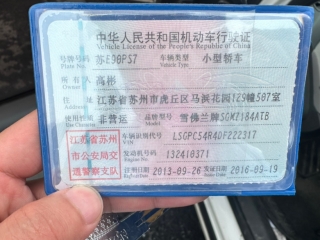 中华人民共和国机动车行驶证
Vehicle License of the People's Republic of China
号牌号码 苏E90PS7 车辆类型 小型轿车
Plate No. Vehicle Type
所有人 高彬
住址 江苏省苏州市虎丘区马浜花园129幢507室
使用性质 非营运 品牌型号 雪佛兰牌SGM7184ATB
江苏省苏州市公安局交通警察支队
车辆识别代号 LSGPC54R4DF222317
VIN
发动机号码 132410371
Engine No.
注册日期 2013-09-26 发证日期 2016-09-19